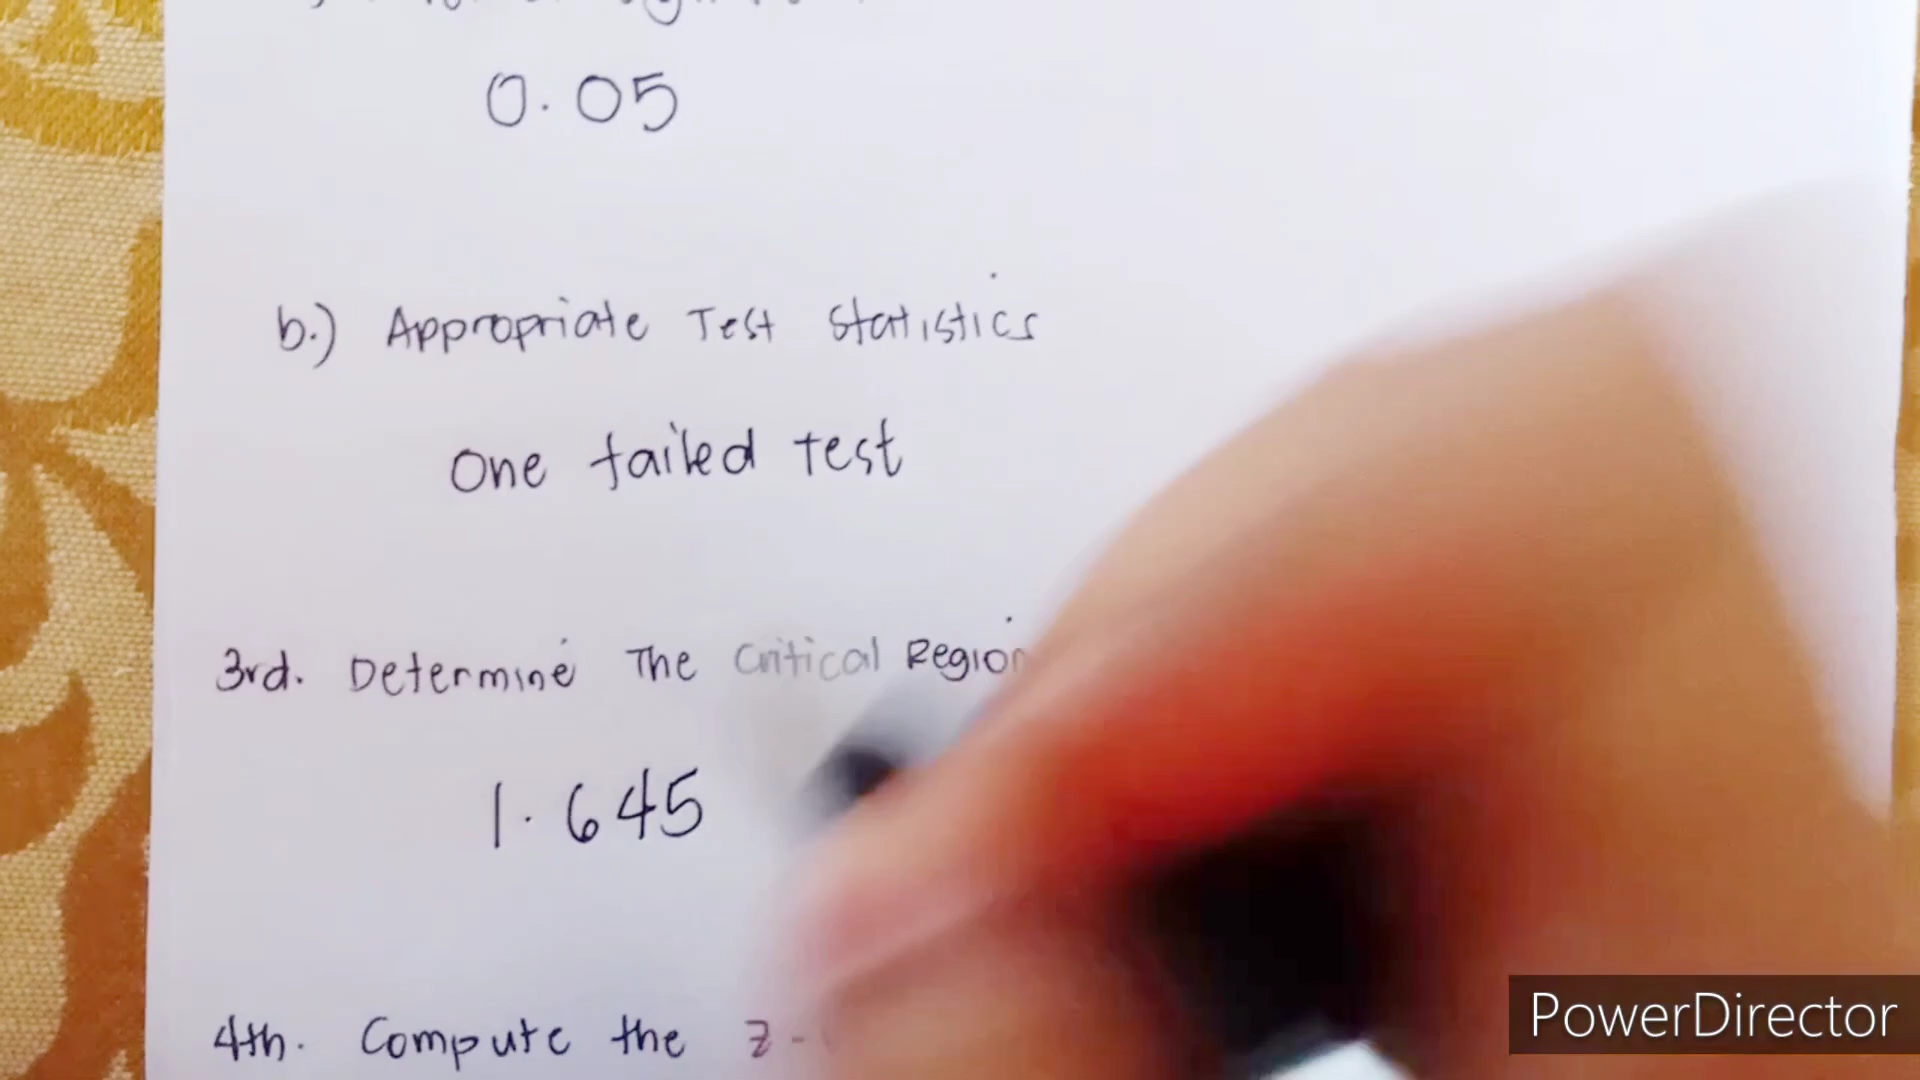 0.05
b.) Appropriate Test Statistics
One tailed test
3rd. Determine The Critical Region
1.645
4th. Compute the z-
PowerDirector